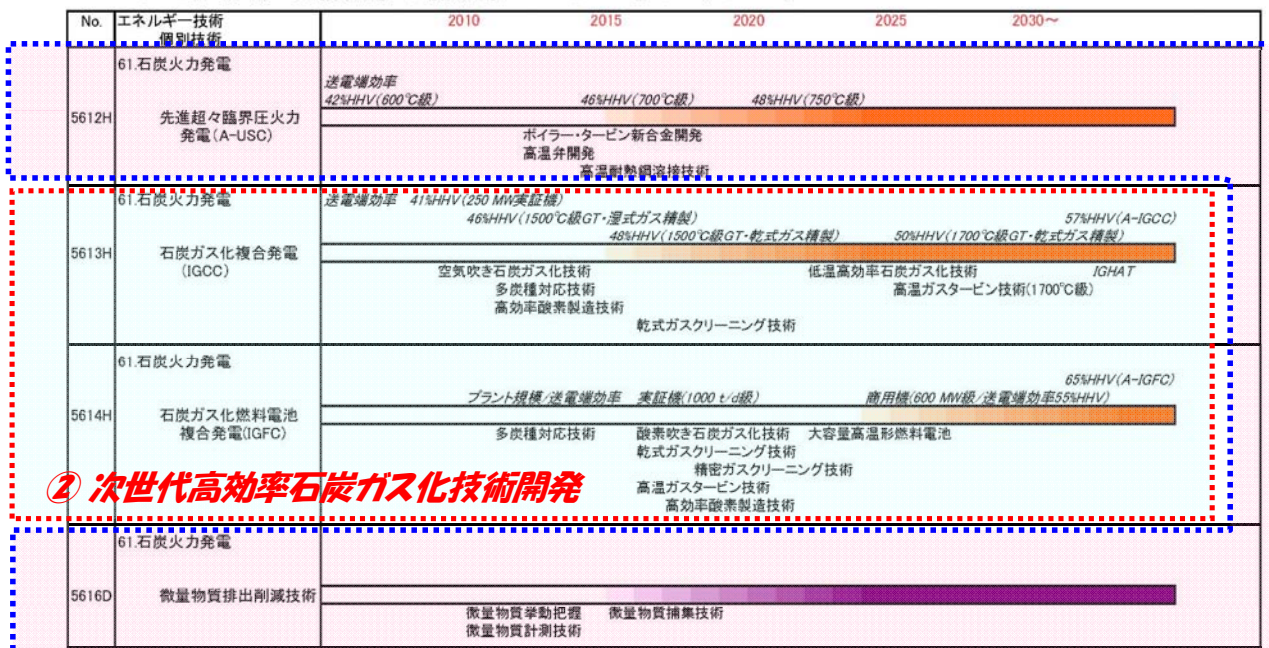 No. エネルギー技術 2010 2015 2020 2025 2030～
個別技術
61.石炭火力発電
送電端効率
42%HHV(600℃級) 46%HHV(700℃級) 48%HHV(750℃級)
5612H 先進超々臨界圧火力
発電(A-USC)
ボイラー・タービン新合金開発
高温弁開発
高温耐熱鋼溶接技術
61.石炭火力発電 送電端効率 41%HHV(250 MW実証機)
46%HHV(1500℃級GT・湿式ガス精製) 57%HHV(A-IGCC)
48%HHV(1500℃級GT・乾式ガス精製) 50%HHV(1700℃級GT・乾式ガス精製)
5613H 石炭ガス化複合発電
(IGCC)
空気吹き石炭ガス化技術 低温高効率石炭ガス化技術 IGHAT
多炭種対応技術 高温ガスタービン技術(1700℃級)
高効率酸素製造技術
乾式ガスクリーニング技術
61.石炭火力発電
65%HHV(A-IGFC)
プラント規模/送電端効率 実証機(1000 t/d級) 商用機(600 MW級/送電端効率55%HHV)
5614H 石炭ガス化燃料電池
複合発電(IGFC)
多炭種対応技術 酸素吹き石炭ガス化技術 大容量高温形燃料電池
乾式ガスクリーニング技術
精密ガスクリーニング技術
② 次世代高効率石炭ガス化技術開発
高温ガスタービン技術
高効率酸素製造技術
61.石炭火力発電
5616D 微量物質排出削減技術
微量物質挙動把握 微量物質捕集技術
微量物質計測技術